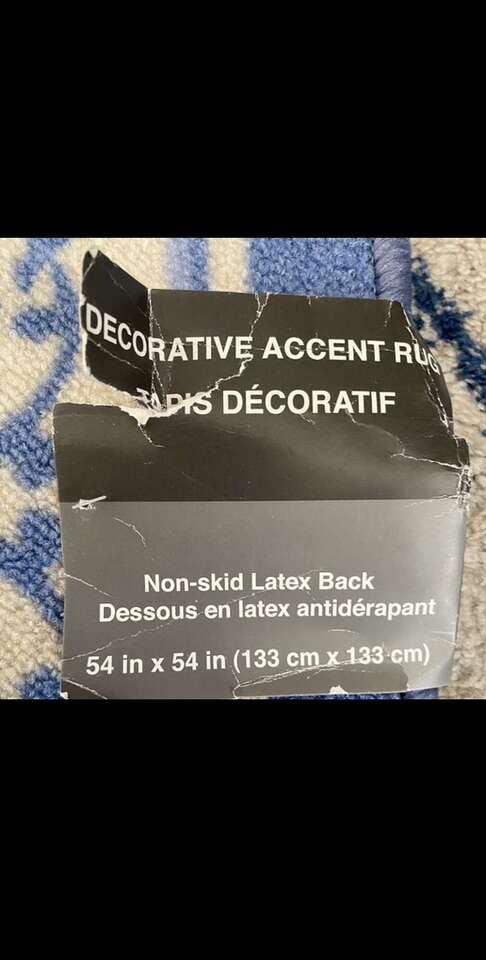 DECORATIVE ACCENT RUG
TAPIS DÉCORATIF
Non-skid Latex Back
Dessous en latex antidérapant
54 in x 54 in (133 cm x 133 cm)